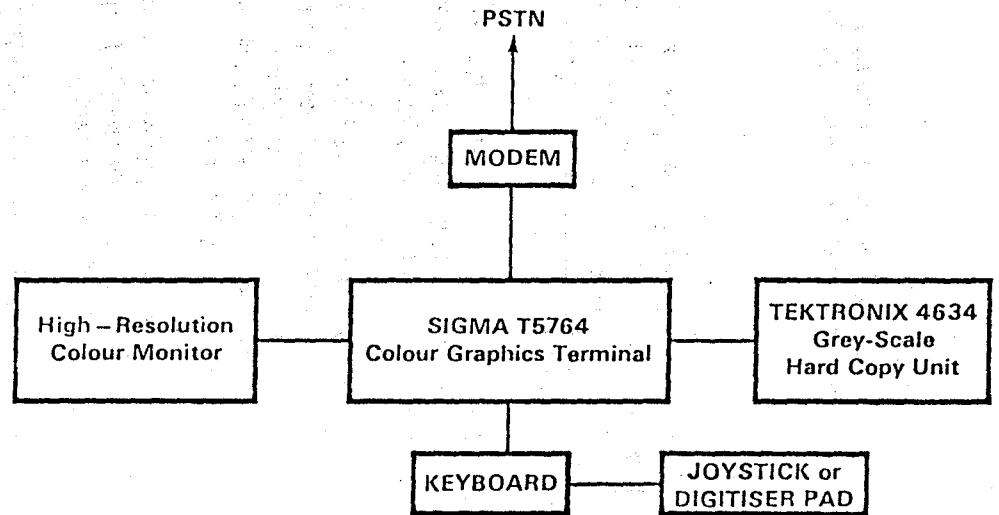 PSTN
MODEM
High – Resolution
Colour Monitor
SIGMA T5764
Colour Graphics Terminal
TEKTRONIX 4634
Grey-Scale
Hard Copy Unit
KEYBOARD
JOYSTICK or
DIGITISER PAD